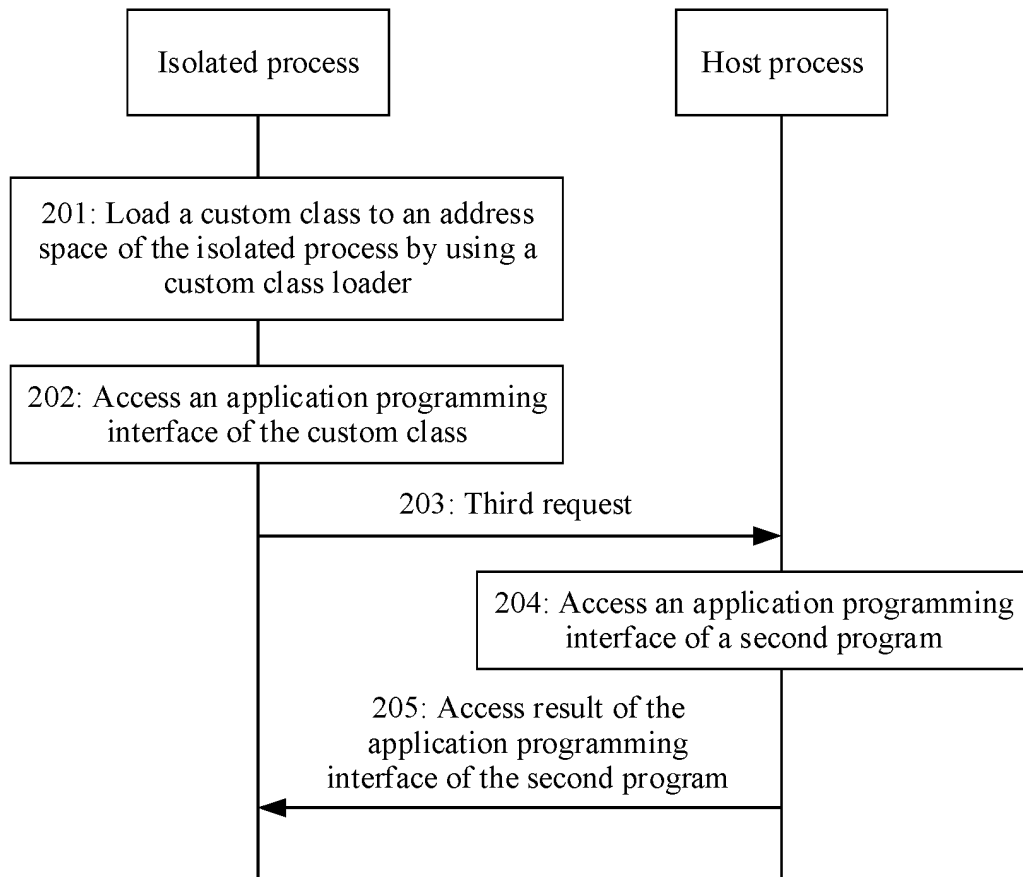 Isolated process
Host process
201: Load a custom class to an address
space of the isolated process by using a
custom class loader
202: Access an application programming
interface of the custom class
203: Third request
204: Access an application programming
interface of a second program
205: Access result of the
application programming
interface of the second program